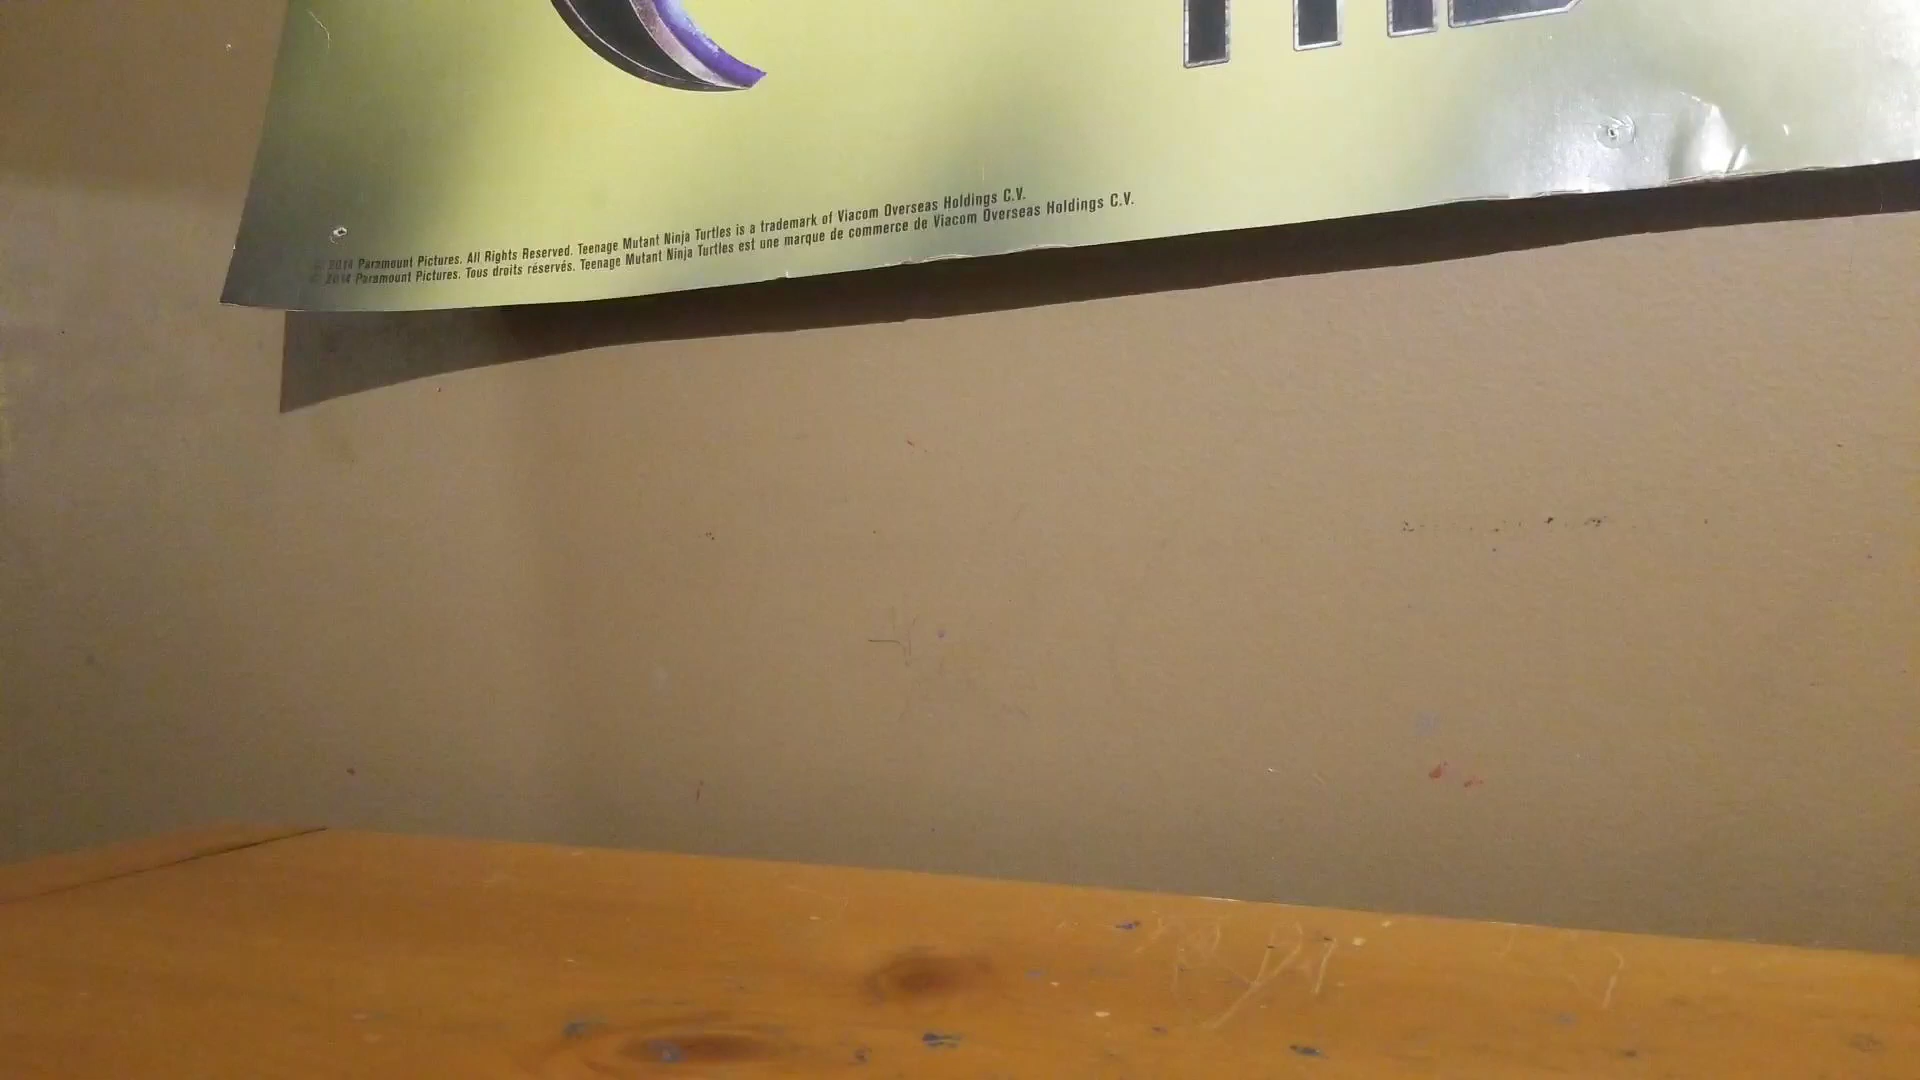 © 2014 Paramount Pictures. All Rights Reserved. Teenage Mutant Ninja Turtles is a trademark of Viacom Overseas Holdings C.V.
© 2014 Paramount Pictures. Tous droits réservés. Teenage Mutant Ninja Turtles est une marque de commerce de Viacom Overseas Holdings C.V.